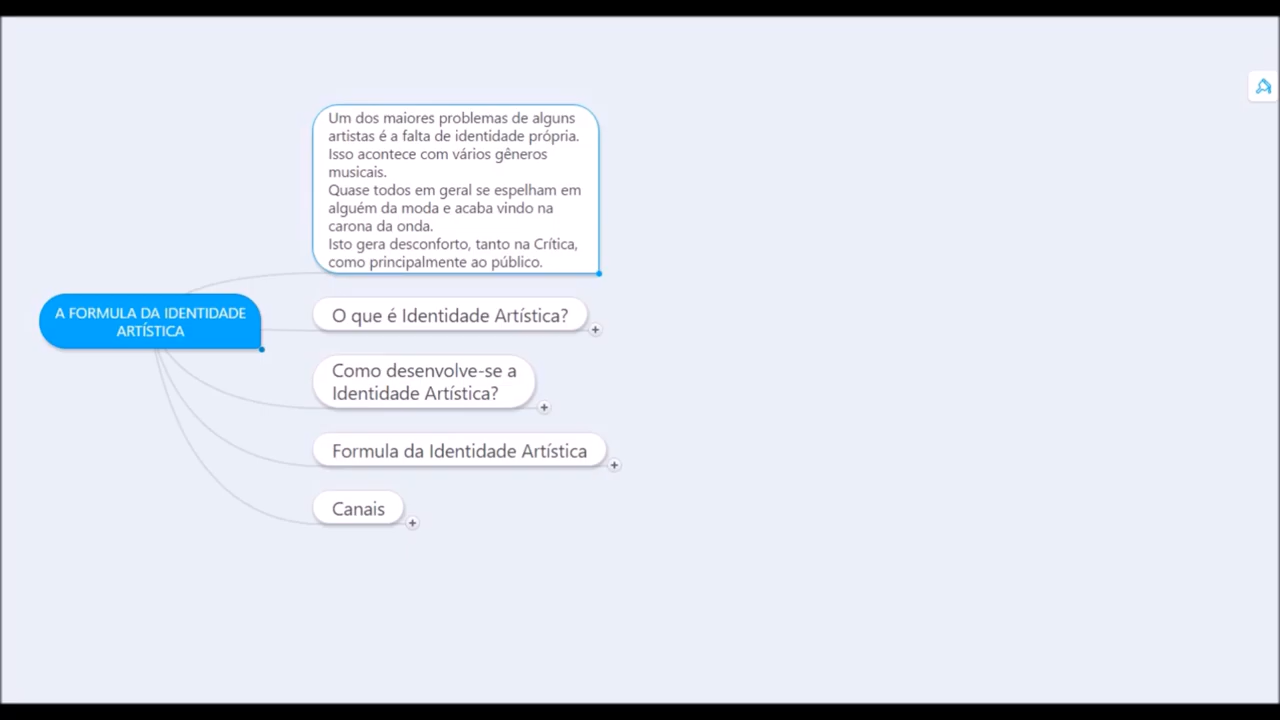 Um dos maiores problemas de alguns
artistas é a falta de identidade própria.
Isso acontece com vários gêneros
musicais.
Quase todos em geral se espelham em
alguém da moda e acaba vindo na
carona da onda.
Isto gera desconforto, tanto na Crítica,
como principalmente ao público.
A FORMULA DA IDENTIDADE
ARTÍSTICA
O que é Identidade Artística?
Como desenvolve-se a
Identidade Artística?
Formula da Identidade Artística
Canais